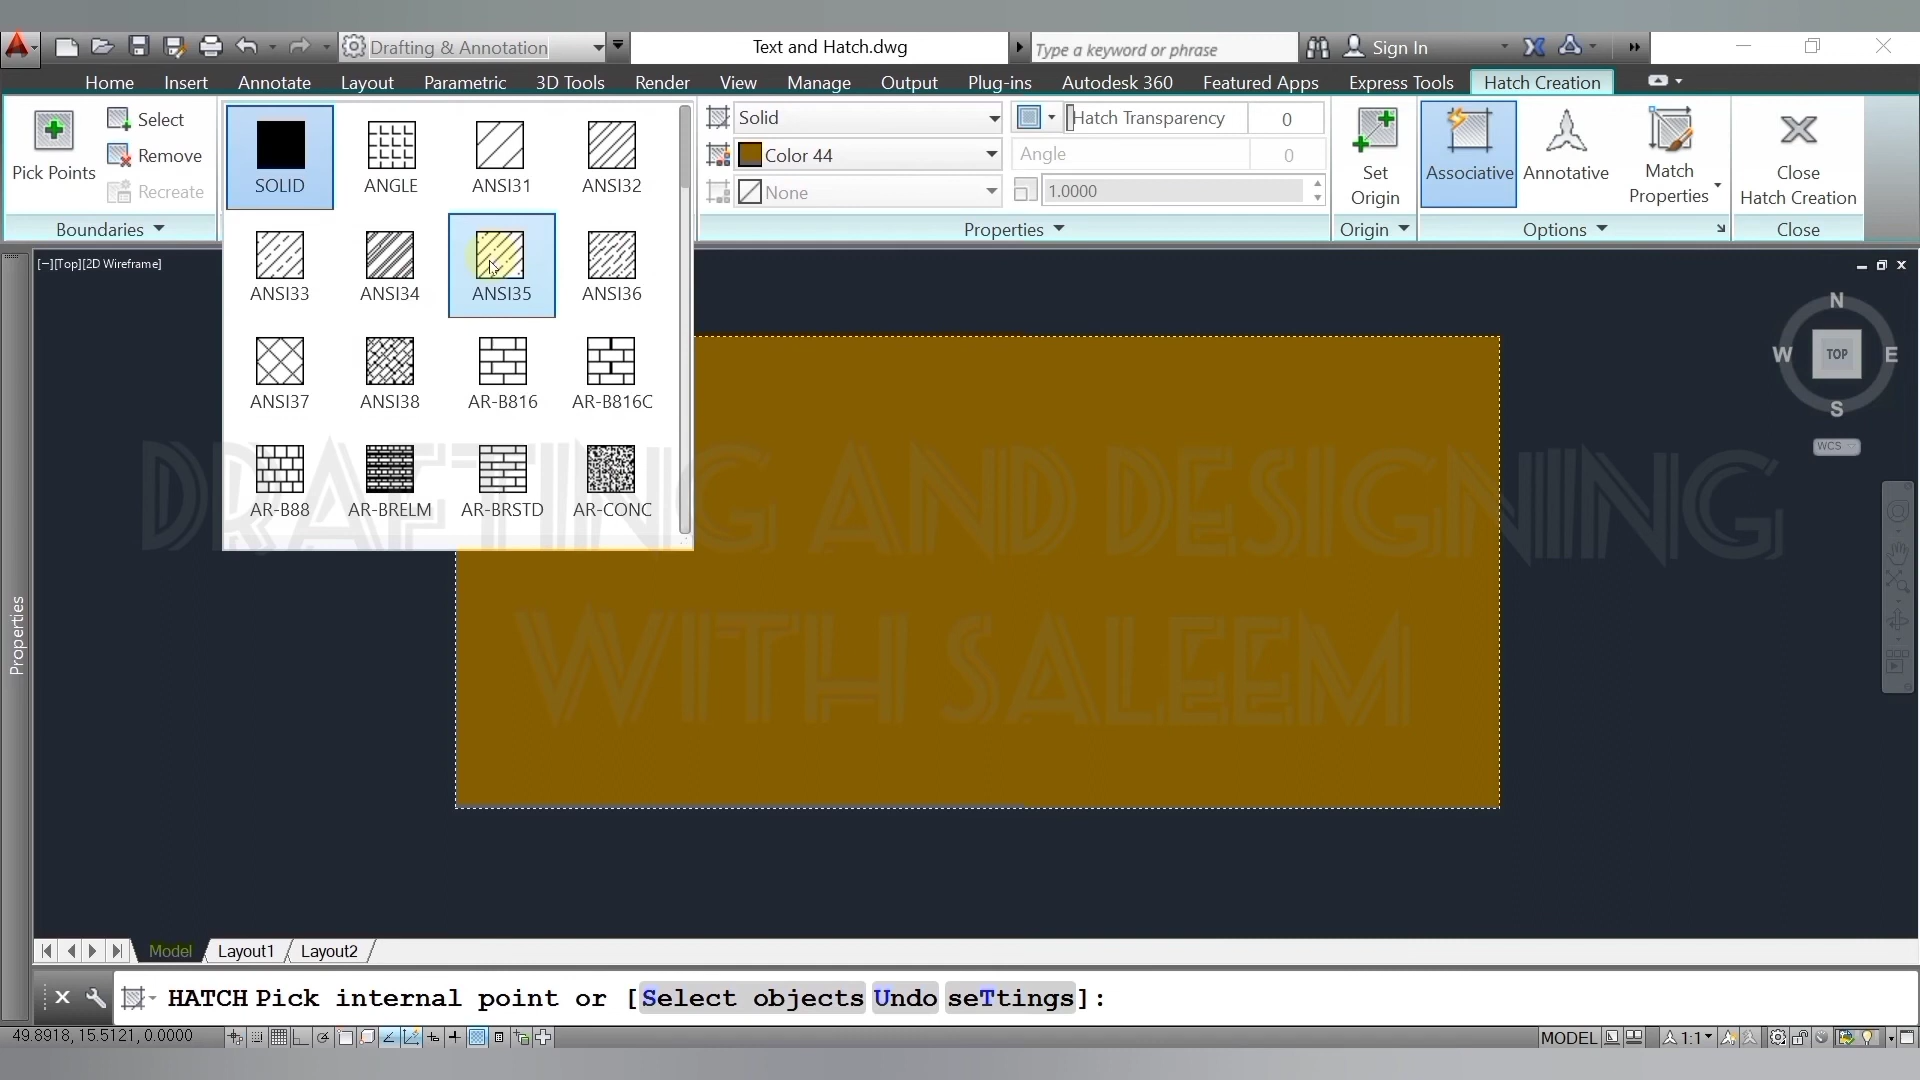 Drafting & Annotation
Text and Hatch.dwg
Type a keyword or phrase
Sign In
Home Insert Annotate Layout Parametric 3D Tools Render View Manage Output Plug-ins Autodesk 360 Featured Apps Express Tools Hatch Creation
Pick Points
Select
Remove
Recreate
Boundaries
SOLID ANGLE ANSI31 ANSI32
ANSI33 ANSI34 ANSI35 ANSI36
ANSI37 ANSI38 AR-B816 AR-B816C
AR-B88 AR-BRELM AR-BRSTD AR-CONC
Solid
Color 44
None
Hatch Transparency 0
Angle 0
1.0000
Properties
Set
Origin
Origin
Associative
Annotative
Match
Properties
Options
Close
Hatch Creation
Close
[−][Top][2D Wireframe]
N
W TOP E
S
WCS
DRAFTING AND DESIGNING
WITH SALEEM
Properties
Model Layout1 Layout2
HATCH Pick internal point or [Select objects Undo seTtings]:
49.8918, 15.5121, 0.0000
MODEL
1:1